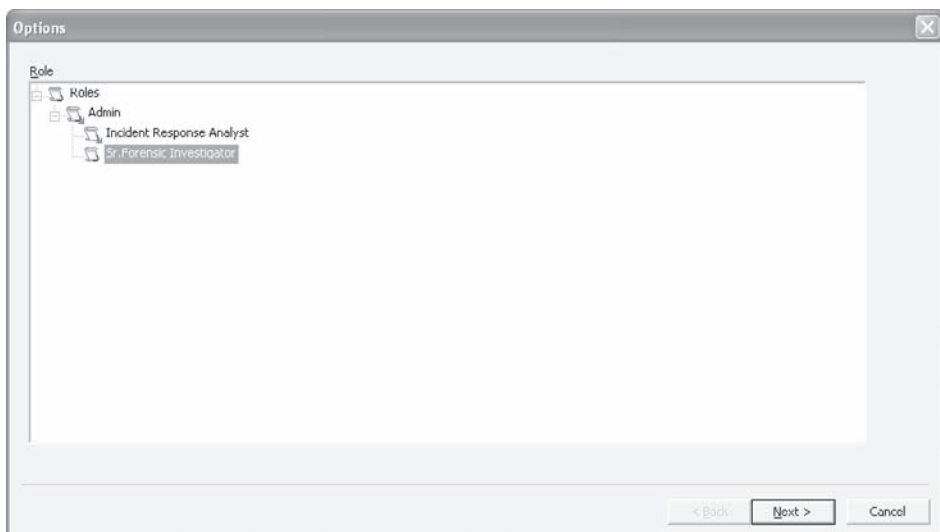 Options
Role
Roles
Admin
Incident Response Analyst
Sr.Forensic Investigator
< Back
Next >
Cancel